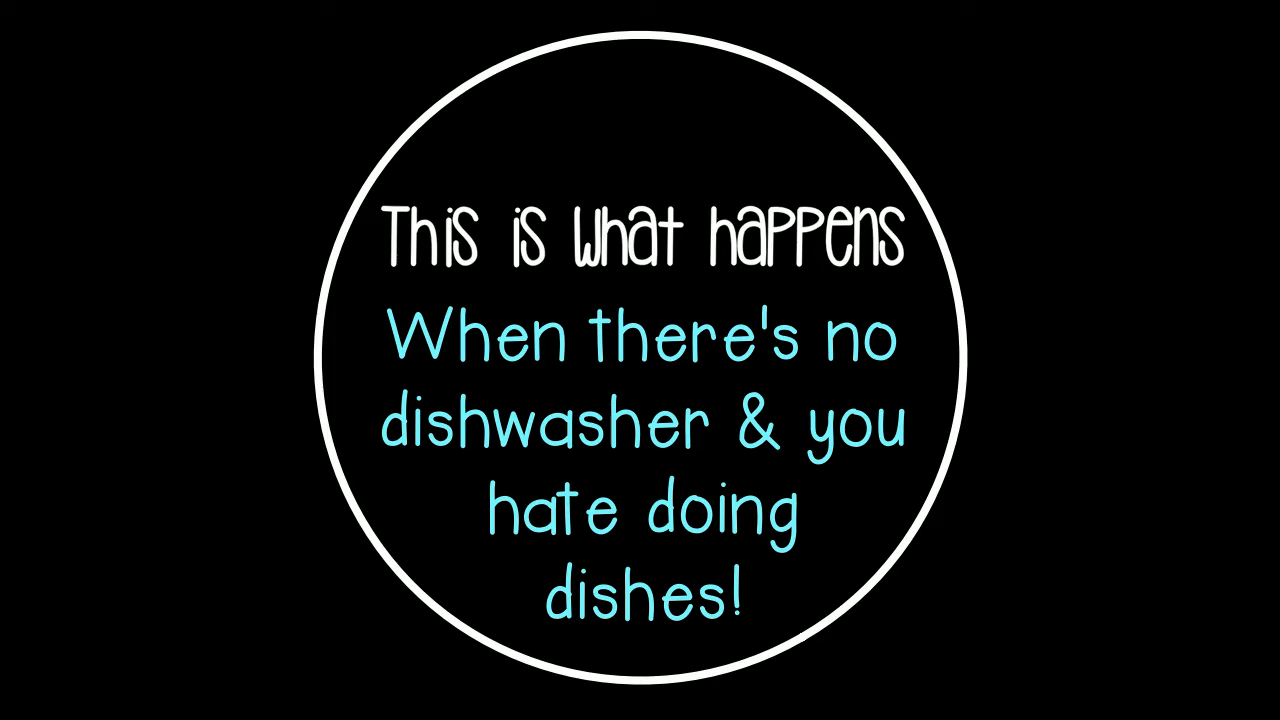 This is what happens
When there's no
dishwasher & you
hate doing
dishes!